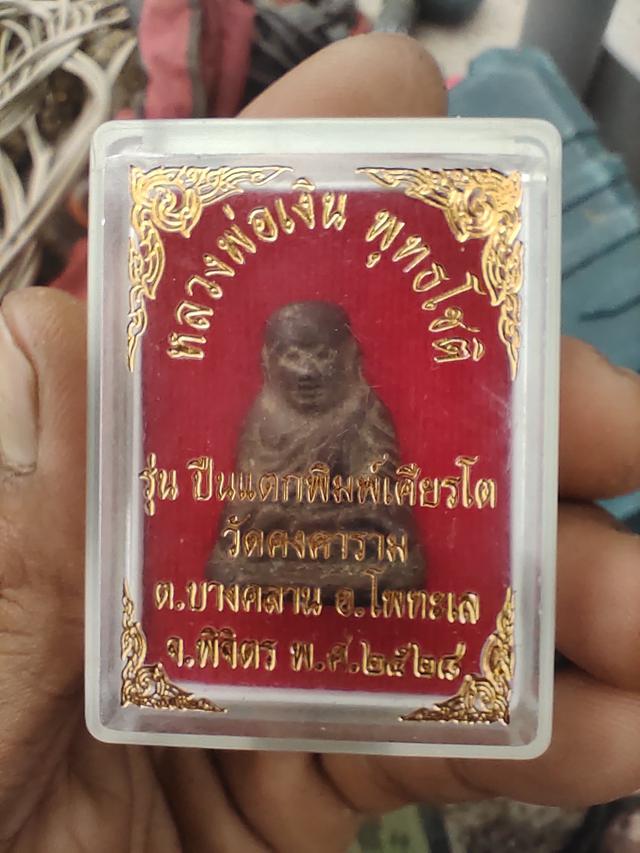 หลวงพ่อเงิน พุทธโชติ
รุ่น ปืนแตกพิมพ์เศียรโต
วัดคงคาราม
ต.บางคลาน อ.โพทะเล
จ.พิจิตร พ.ศ.๒๕๒๘